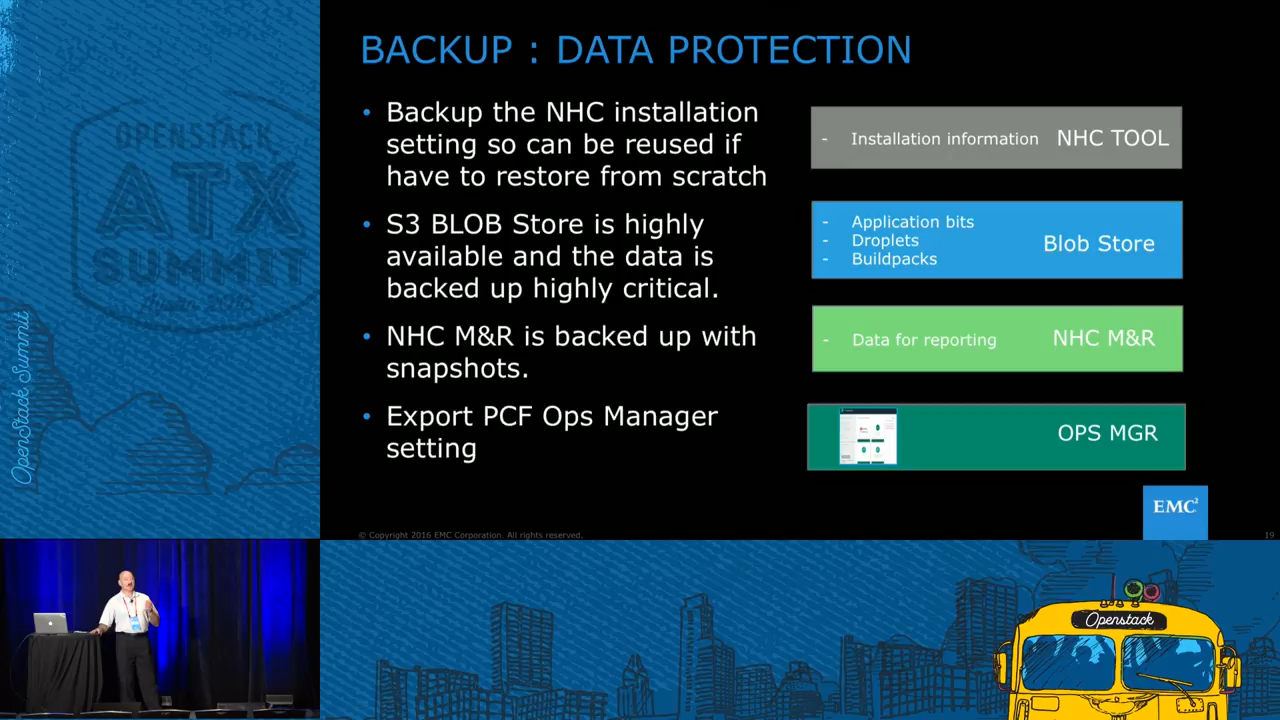 BACKUP : DATA PROTECTION
• Backup the NHC installation
setting so can be reused if
have to restore from scratch
• S3 BLOB Store is highly
available and the data is
backed up highly critical.
• NHC M&R is backed up with
snapshots.
• Export PCF Ops Manager
setting
- Installation information NHC TOOL
- Application bits
- Droplets
- Buildpacks
Blob Store
- Data for reporting NHC M&R
OPS MGR
EMC²
© Copyright 2016 EMC Corporation. All rights reserved.
19
OPENSTACK
ATX
SUMMIT
OpenStack Summit
Openstack